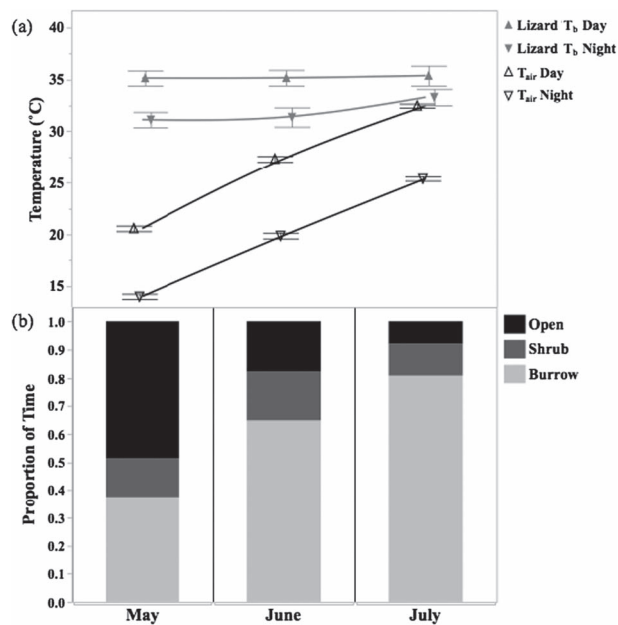 (a)
Temperature (°C)
40
35
30
25
20
15
Lizard Tb Day
Lizard Tb Night
Tair Day
Tair Night
(b)
Proportion of Time
1.0
0.9
0.8
0.7
0.6
0.5
0.4
0.3
0.2
0.1
0.0
Open
Shrub
Burrow
May June July